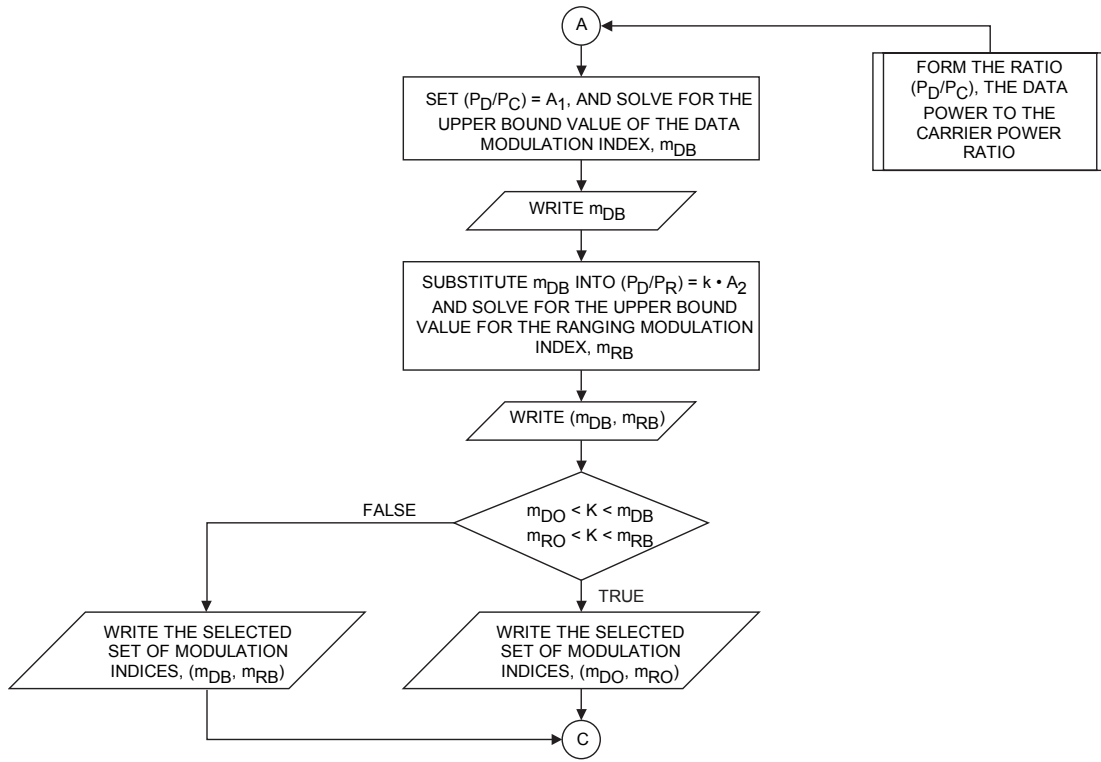 A
FORM THE RATIO
(PD/PC), THE DATA
POWER TO THE
CARRIER POWER
RATIO
SET (PD/PC) = A1, AND SOLVE FOR THE
UPPER BOUND VALUE OF THE DATA
MODULATION INDEX, mDB
WRITE mDB
SUBSTITUTE mDB INTO (PD/PR) = k • A2
AND SOLVE FOR THE UPPER BOUND
VALUE FOR THE RANGING MODULATION
INDEX, mRB
WRITE (mDB, mRB)
mDO < K < mDB
mRO < K < mRB
FALSE
TRUE
WRITE THE SELECTED
SET OF MODULATION
INDICES, (mDB, mRB)
WRITE THE SELECTED
SET OF MODULATION
INDICES, (mDO, mRO)
C